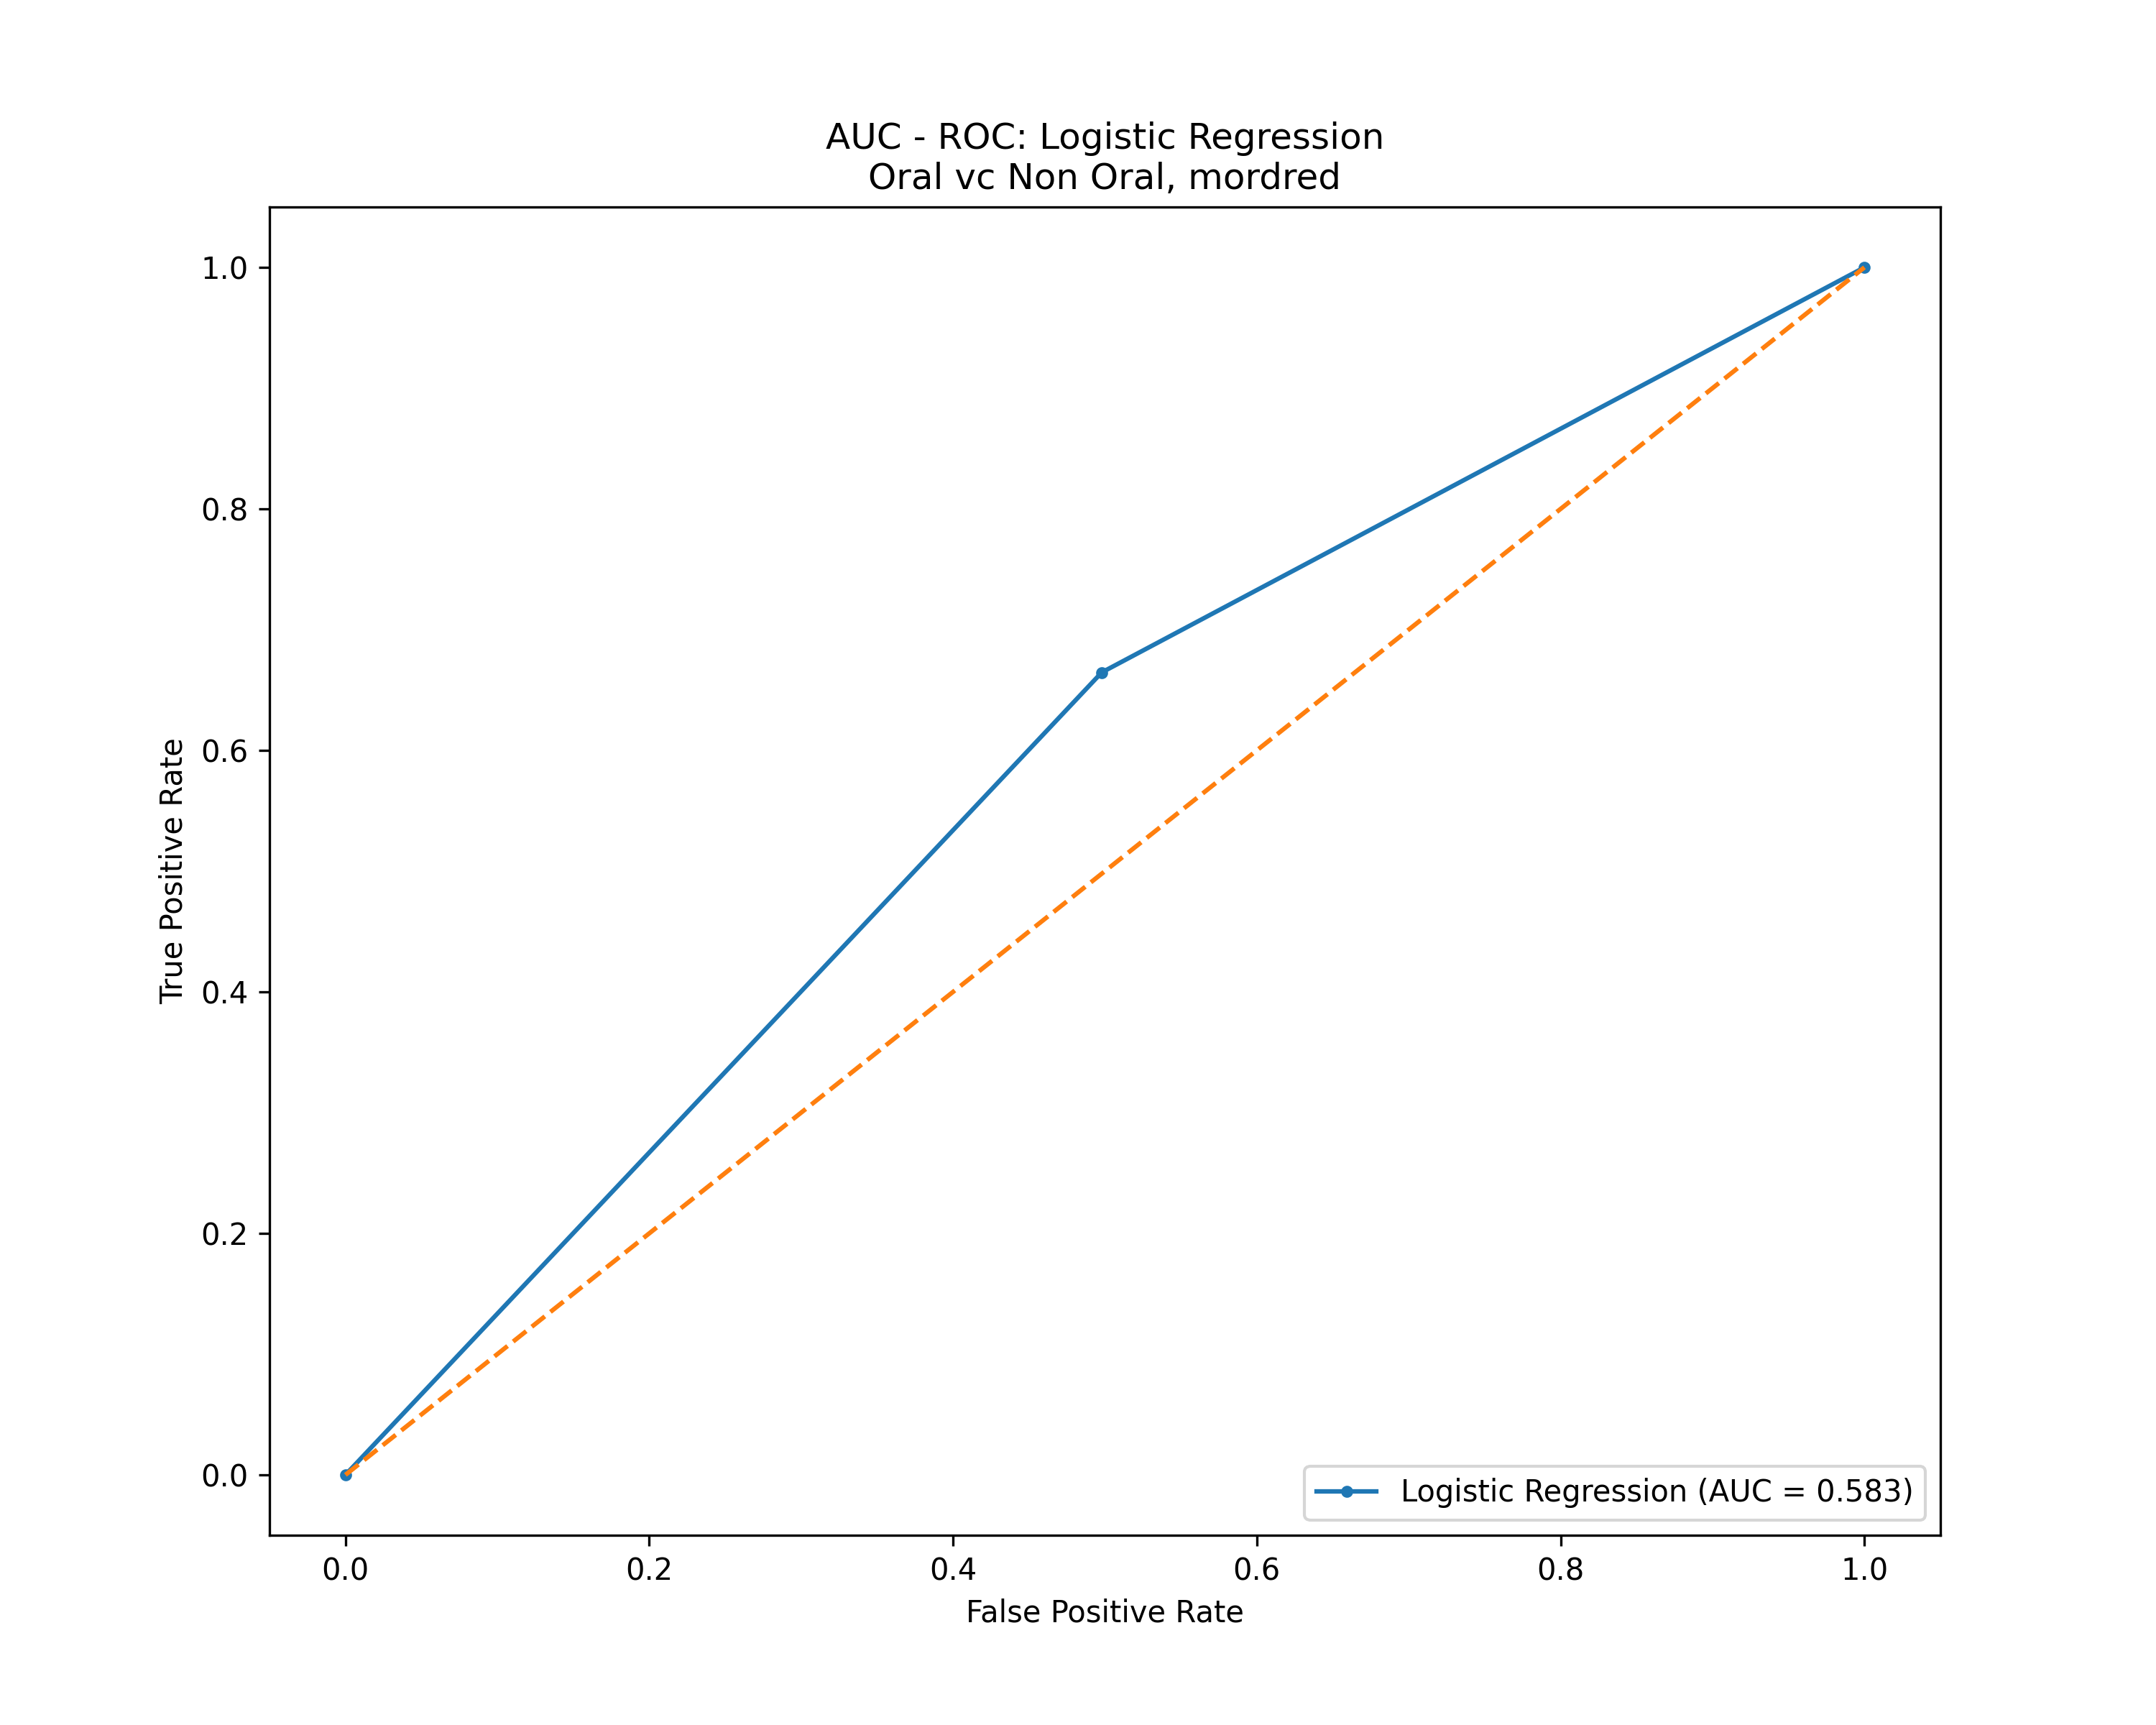 AUC - ROC: Logistic Regression
Oral vc Non Oral, mordred
1.0
0.8
0.6
0.4
0.2
0.0
True Positive Rate
Logistic Regression (AUC = 0.583)
0.0 0.2 0.4 0.6 0.8 1.0
False Positive Rate